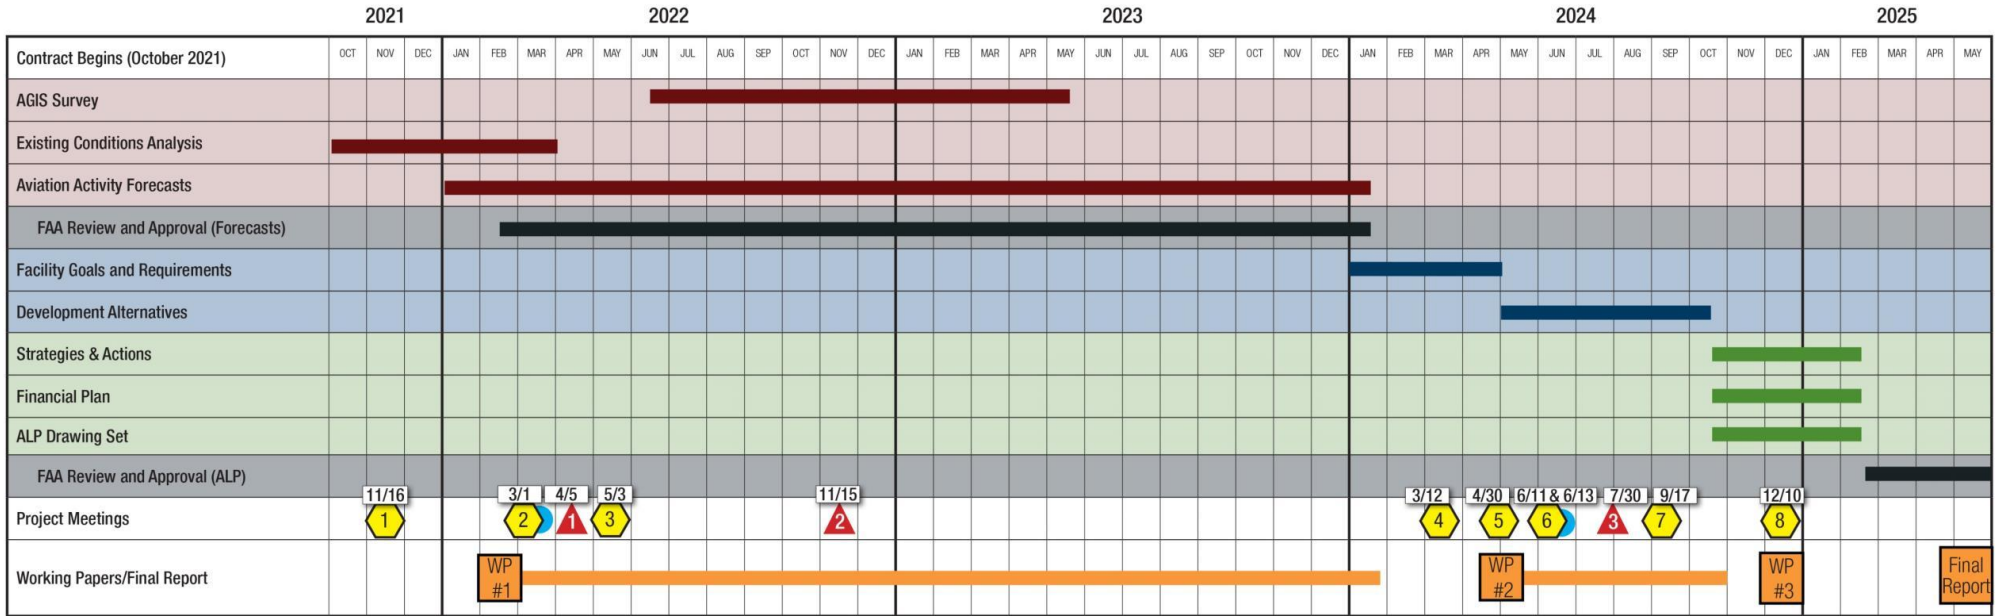 2021 2022 2023 2024 2025
Contract Begins (October 2021) OCT NOV DEC JAN FEB MAR APR MAY JUN JUL AUG SEP OCT NOV DEC JAN FEB MAR APR MAY JUN JUL AUG SEP OCT NOV DEC JAN FEB MAR APR MAY JUN JUL AUG SEP OCT NOV DEC JAN FEB MAR APR MAY
AGIS Survey
Existing Conditions Analysis
Aviation Activity Forecasts
FAA Review and Approval (Forecasts)
Facility Goals and Requirements
Development Alternatives
Strategies & Actions
Financial Plan
ALP Drawing Set
FAA Review and Approval (ALP)
11/16 3/1 4/5 5/3 11/15 3/12 4/30 6/11 & 6/13 7/30 9/17 12/10
Project Meetings 1 2 1 3 2 4 5 6 3 7 8
Working Papers/Final Report
WP
#1
WP
#2
WP
#3
Final
Report